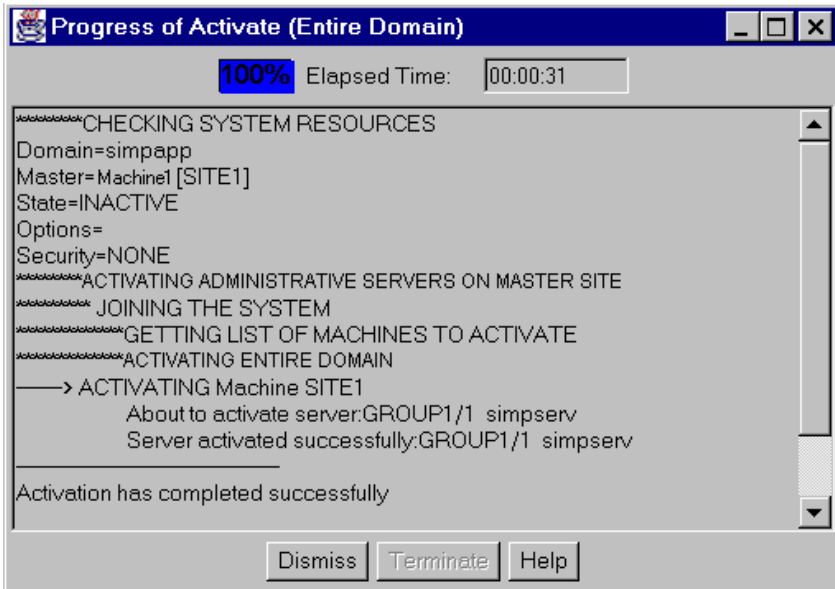 Progress of Activate (Entire Domain)
100% Elapsed Time: 00:00:31
*********CHECKING SYSTEM RESOURCES
Domain=simpapp
Master=Machine1 [SITE1]
State=INACTIVE
Options=
Security=NONE
*********ACTIVATING ADMINISTRATIVE SERVERS ON MASTER SITE
********** JOINING THE SYSTEM
***************GETTING LIST OF MACHINES TO ACTIVATE
***************ACTIVATING ENTIRE DOMAIN
----> ACTIVATING Machine SITE1
About to activate server:GROUP1/1 simpserv
Server activated successfully:GROUP1/1 simpserv
Activation has completed successfully
Dismiss Terminate Help